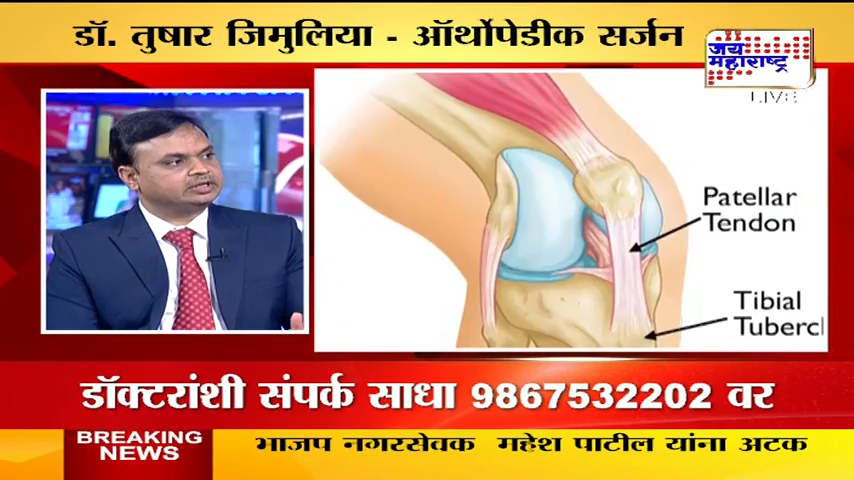 डॉ. तुषार जिमुलिया - ऑर्थोपेडीक सर्जन
जय
महाराष्ट्र
LIVE
Patellar
Tendon
Tibial
Tubercl
डॉक्टरांशी संपर्क साधा 9867532202 वर
BREAKING
NEWS
भाजप नगरसेवक महेश पाटील यांना अटक